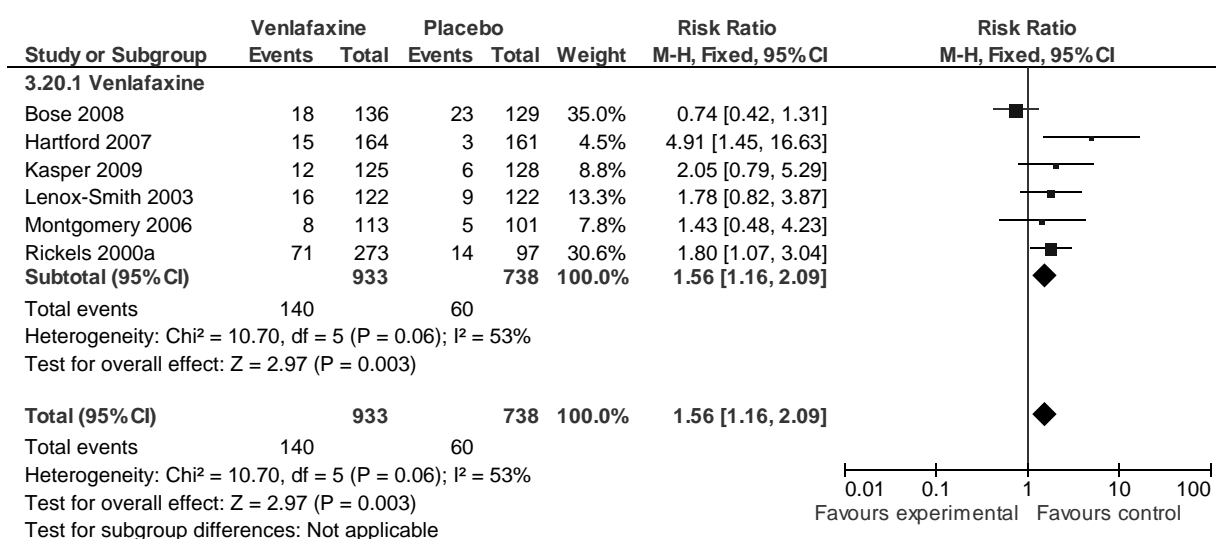 Venlafaxine Placebo Risk Ratio Risk Ratio
Study or Subgroup Events Total Events Total Weight M-H, Fixed, 95% CI M-H, Fixed, 95% CI
3.20.1 Venlafaxine
Bose 2008 18 136 23 129 35.0% 0.74 [0.42, 1.31]
Hartford 2007 15 164 3 161 4.5% 4.91 [1.45, 16.63]
Kasper 2009 12 125 6 128 8.8% 2.05 [0.79, 5.29]
Lenox-Smith 2003 16 122 9 122 13.3% 1.78 [0.82, 3.87]
Montgomery 2006 8 113 5 101 7.8% 1.43 [0.48, 4.23]
Rickels 2000a 71 273 14 97 30.6% 1.80 [1.07, 3.04]
Subtotal (95% CI) 933 738 100.0% 1.56 [1.16, 2.09]
Total events 140 60
Heterogeneity: Chi² = 10.70, df = 5 (P = 0.06); I² = 53%
Test for overall effect: Z = 2.97 (P = 0.003)
Total (95% CI) 933 738 100.0% 1.56 [1.16, 2.09]
Total events 140 60
Heterogeneity: Chi² = 10.70, df = 5 (P = 0.06); I² = 53%
Test for overall effect: Z = 2.97 (P = 0.003)
Test for subgroup differences: Not applicable
0.01 0.1 1 10 100
Favours experimental Favours control